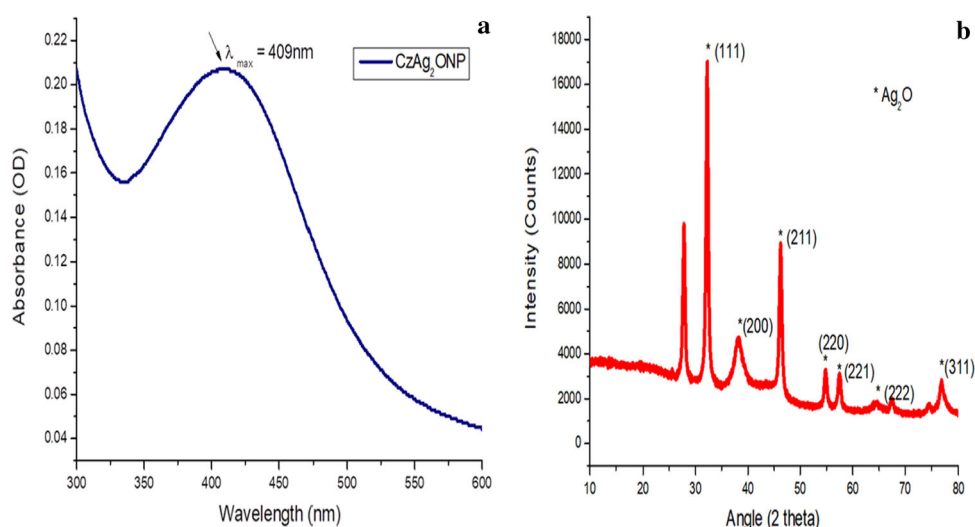 a
λmax = 409nm
CzAg2ONP
0.22
0.20
0.18
0.16
0.14
0.12
0.10
0.08
0.06
0.04
300 350 400 450 500 550 600
Absorbance (OD)
Wavelength (nm)
b
* (111)
* Ag2O
* (211)
*(200)
(220)
*
*(221)
*
(222)
*(311)
18000
16000
14000
12000
10000
8000
6000
4000
2000
0
10 20 30 40 50 60 70 80
Intensity (Counts)
Angle (2 theta)